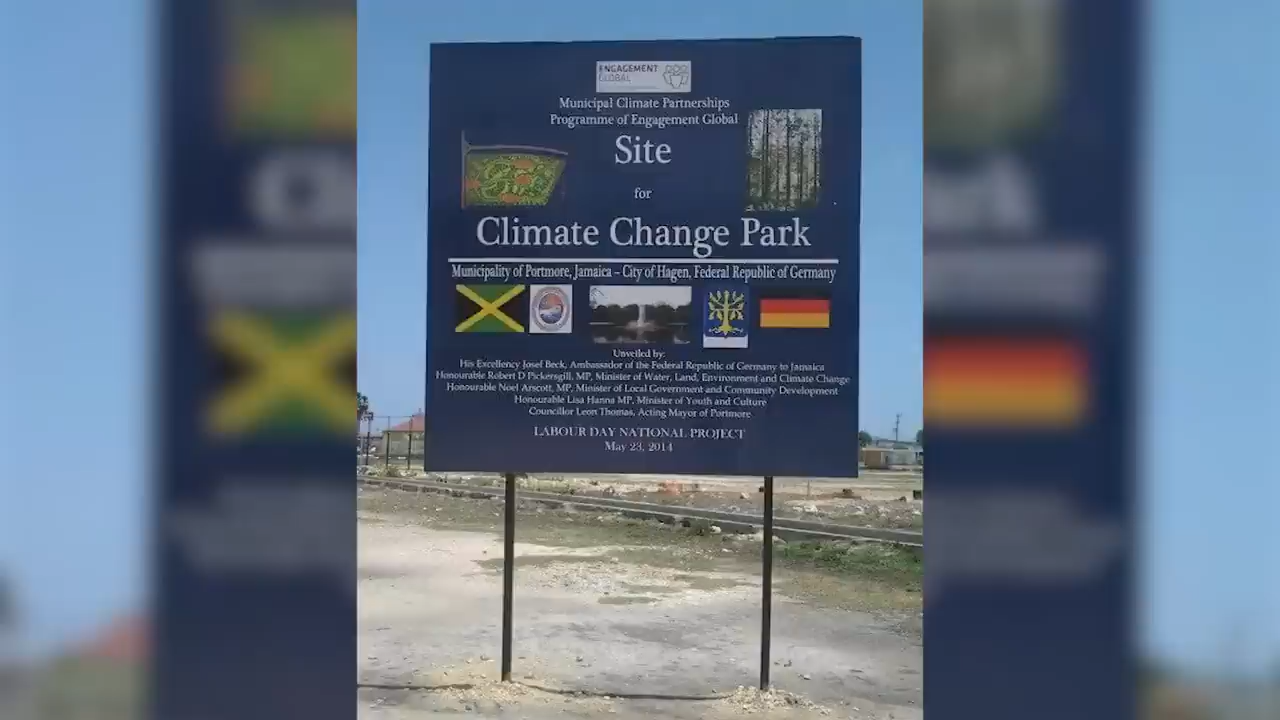 ENGAGEMENT
GLOBAL
Municipal Climate Partnerships
Programme of Engagement Global
Site
for
Climate Change Park
Municipality of Portmore, Jamaica – City of Hagen, Federal Republic of Germany
Unveiled by:
His Excellency Josef Beck, Ambassador of the Federal Republic of Germany to Jamaica
Honourable Robert D Pickersgill, MP, Minister of Water, Land, Environment and Climate Change
Honourable Noel Arscott, MP, Minister of Local Government and Community Development
Honourable Lisa Hanna MP, Minister of Youth and Culture
Councillor Leon Thomas, Acting Mayor of Portmore
LABOUR DAY NATIONAL PROJECT
May 23, 2014